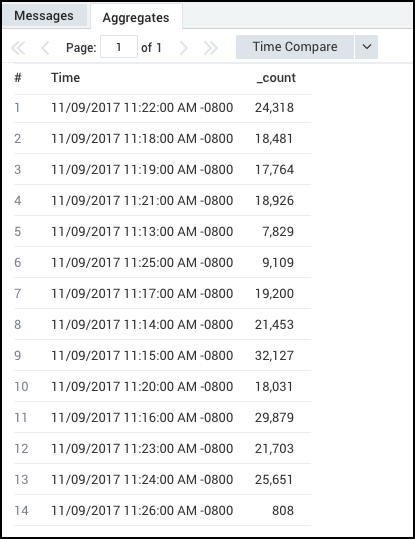 Messages Aggregates
Page: 1 of 1 Time Compare
# Time _count
1 11/09/2017 11:22:00 AM -0800 24,318
2 11/09/2017 11:18:00 AM -0800 18,481
3 11/09/2017 11:19:00 AM -0800 17,764
4 11/09/2017 11:21:00 AM -0800 18,926
5 11/09/2017 11:13:00 AM -0800 7,829
6 11/09/2017 11:25:00 AM -0800 9,109
7 11/09/2017 11:17:00 AM -0800 19,200
8 11/09/2017 11:14:00 AM -0800 21,453
9 11/09/2017 11:15:00 AM -0800 32,127
10 11/09/2017 11:20:00 AM -0800 18,031
11 11/09/2017 11:16:00 AM -0800 29,879
12 11/09/2017 11:23:00 AM -0800 21,703
13 11/09/2017 11:24:00 AM -0800 25,651
14 11/09/2017 11:26:00 AM -0800 808